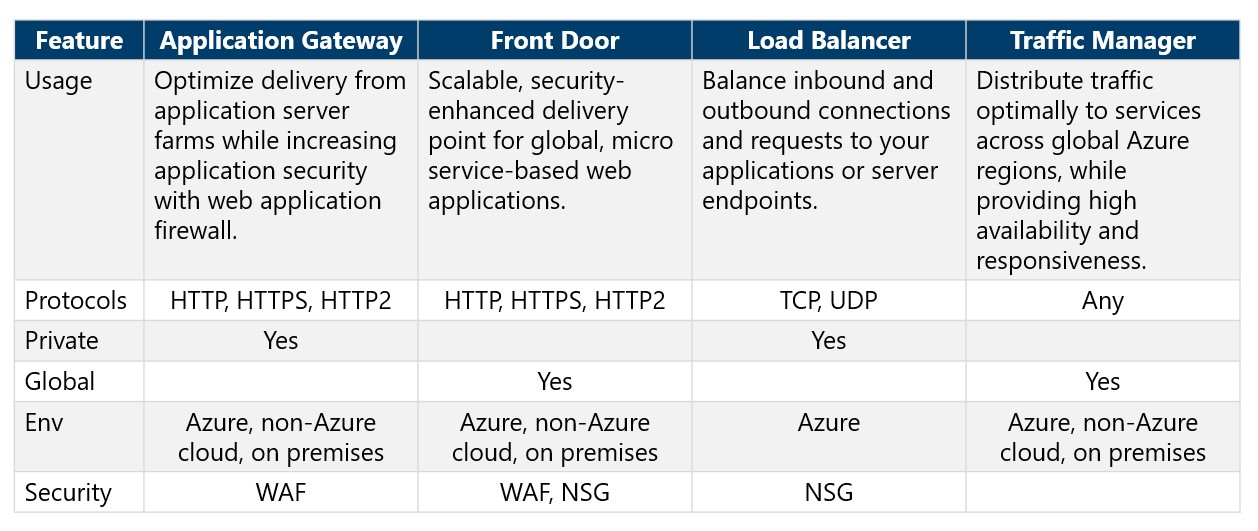 Feature Application Gateway Front Door Load Balancer Traffic Manager
Usage
Optimize delivery from
application server
farms while increasing
application security
with web application
firewall.
Scalable, security-
enhanced delivery
point for global, micro
service-based web
applications.
Balance inbound and
outbound connections
and requests to your
applications or server
endpoints.
Distribute traffic
optimally to services
across global Azure
regions, while
providing high
availability and
responsiveness.
Protocols HTTP, HTTPS, HTTP2 HTTP, HTTPS, HTTP2 TCP, UDP Any
Private Yes Yes
Global Yes Yes
Env
Azure, non-Azure
cloud, on premises
Azure, non-Azure
cloud, on premises
Azure
Azure, non-Azure
cloud, on premises
Security WAF WAF, NSG NSG